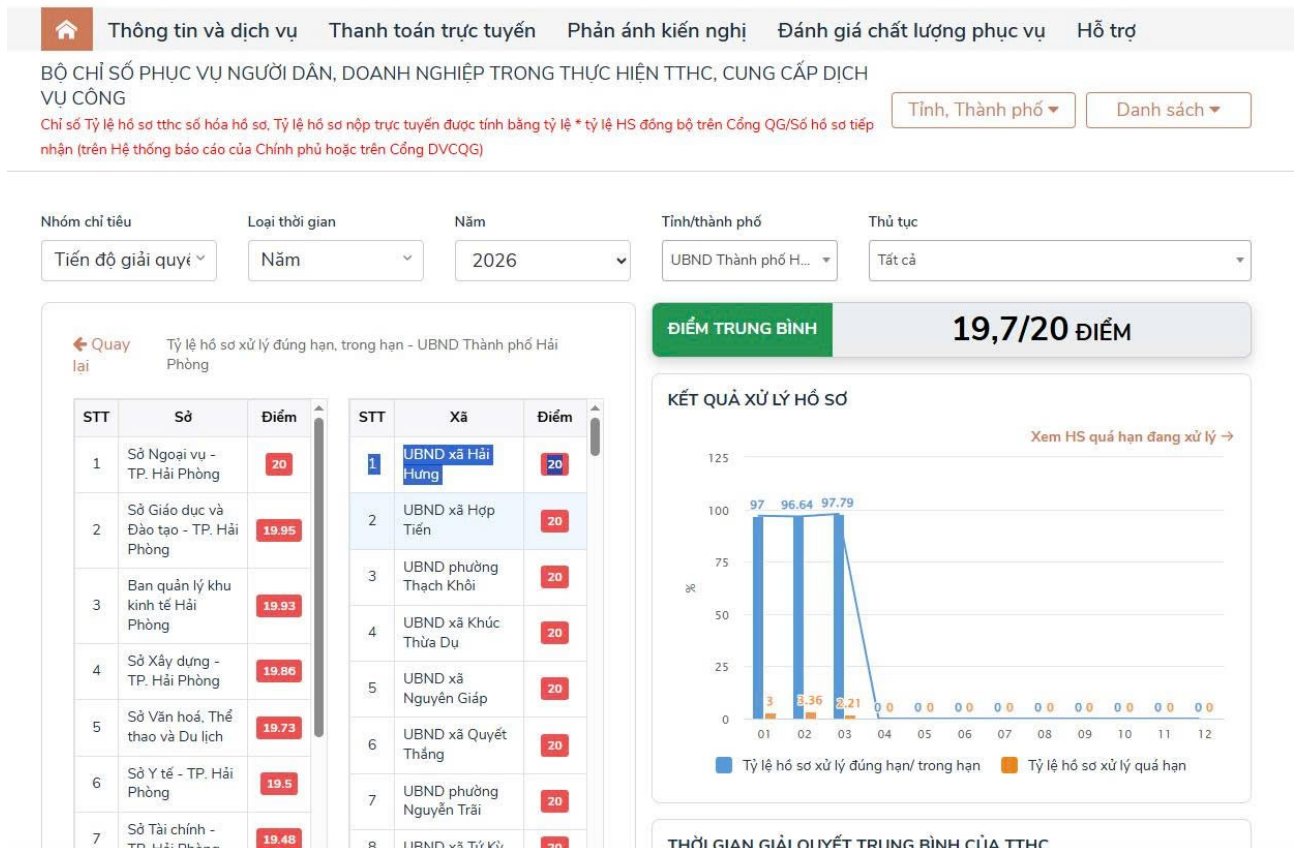 Thông tin và dịch vụ Thanh toán trực tuyến Phản ánh kiến nghị Đánh giá chất lượng phục vụ Hỗ trợ
BỘ CHỈ SỐ PHỤC VỤ NGƯỜI DÂN, DOANH NGHIỆP TRONG THỰC HIỆN TTHC, CUNG CẤP DỊCH
VỤ CÔNG
Chỉ số Tỷ lệ hồ sơ tthc số hóa hồ sơ, Tỷ lệ hồ sơ nộp trực tuyến được tính bằng tỷ lệ * tỷ lệ HS đồng bộ trên Cổng QG/Số hồ sơ tiếp
nhận (trên Hệ thống báo cáo của Chính phủ hoặc trên Cổng DVCQG)
Tỉnh, Thành phố
Danh sách
Nhóm chỉ tiêu Loại thời gian Năm Tỉnh/thành phố Thủ tục
Tiến độ giải quyế Năm 2026 UBND Thành phố H... Tất cả
Quay
lại
Tỷ lệ hồ sơ xử lý đúng hạn, trong hạn - UBND Thành phố Hải
Phòng
STT Sở Điểm
1 Sở Ngoại vụ - 20
TP. Hải Phòng
2 Sở Giáo dục và
Đào tạo - TP. Hải 19.95
Phòng
3 Ban quản lý khu
kinh tế Hải 19.93
Phòng
4 Sở Xây dựng - 19.86
TP. Hải Phòng
5 Sở Văn hoá, Thể 19.73
thao và Du lịch
6 Sở Y tế - TP. Hải 19.5
Phòng
7 Sở Tài chính - 19.48
TP. Hải Phòng
STT Xã Điểm
1 UBND xã Hải 20
Hưng
2 UBND xã Hợp 20
Tiến
3 UBND phường 20
Thạch Khôi
4 UBND xã Khúc 20
Thừa Dụ
5 UBND xã 20
Nguyên Giáp
6 UBND xã Quyết 20
Thắng
7 UBND phường 20
Nguyễn Trãi
8 UBND xã Tứ Kỳ 20
ĐIỂM TRUNG BÌNH 19,7/20 ĐIỂM
KẾT QUẢ XỬ LÝ HỒ SƠ
Xem HS quá hạn đang xử lý →
125
100
75
50
25
0
%
97 96.64 97.79
3 3.36 2.21 0 0 0 0 0 0 0 0 0 0 0 0 0 0 0 0 0 0
01 02 03 04 05 06 07 08 09 10 11 12
Tỷ lệ hồ sơ xử lý đúng hạn/ trong hạn Tỷ lệ hồ sơ xử lý quá hạn
THỜI GIAN GIẢI QUYẾT TRUNG BÌNH CỦA TTHC